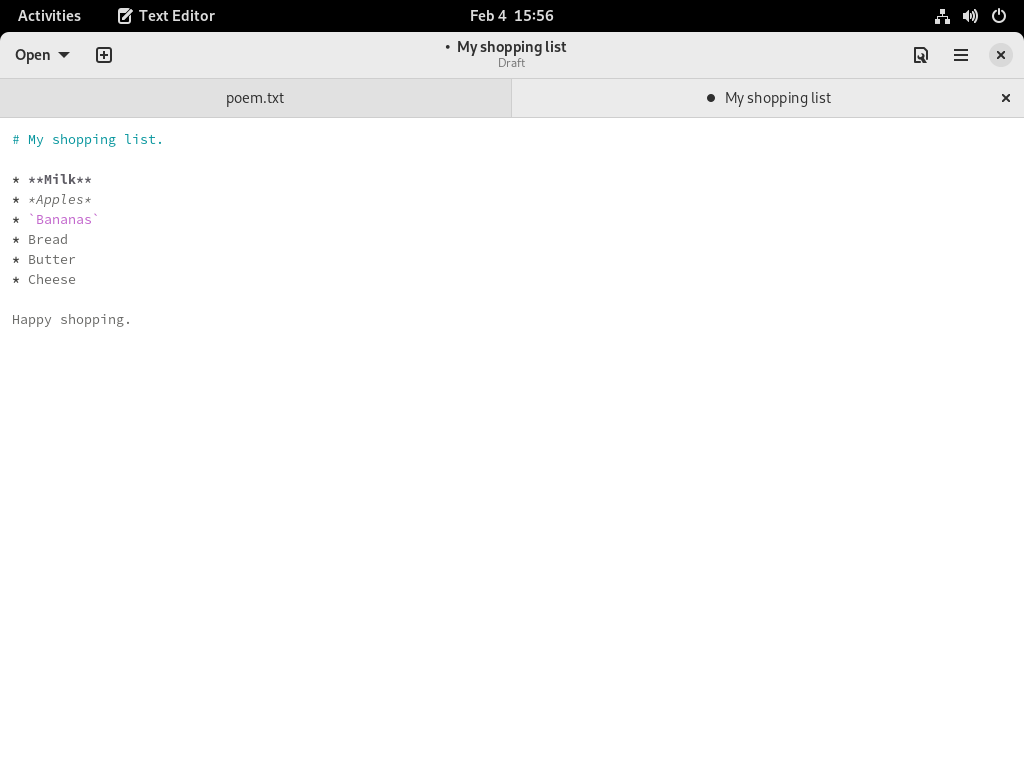 Activities Text Editor Feb 4 15:56
Open • My shopping list
Draft
poem.txt ● My shopping list
# My shopping list.
* **Milk**
* *Apples*
* `Bananas`
* Bread
* Butter
* Cheese
Happy shopping.